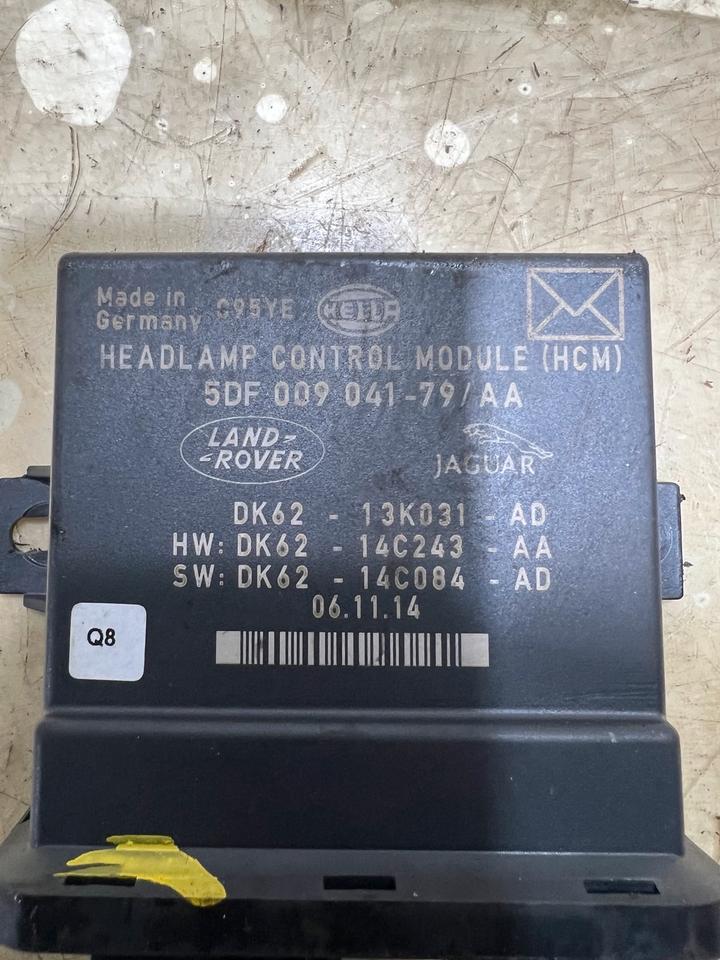 Made in
Germany
HELLA
HEADLAMP CONTROL MODULE (HCM)
5DF 009 041-79/AA
LAND-
-ROVER
JAGUAR
DK62 - 13K031 - AD
HW: DK62 - 14C243 - AA
SW: DK62 - 14C084 - AD
06.11.14
Q8